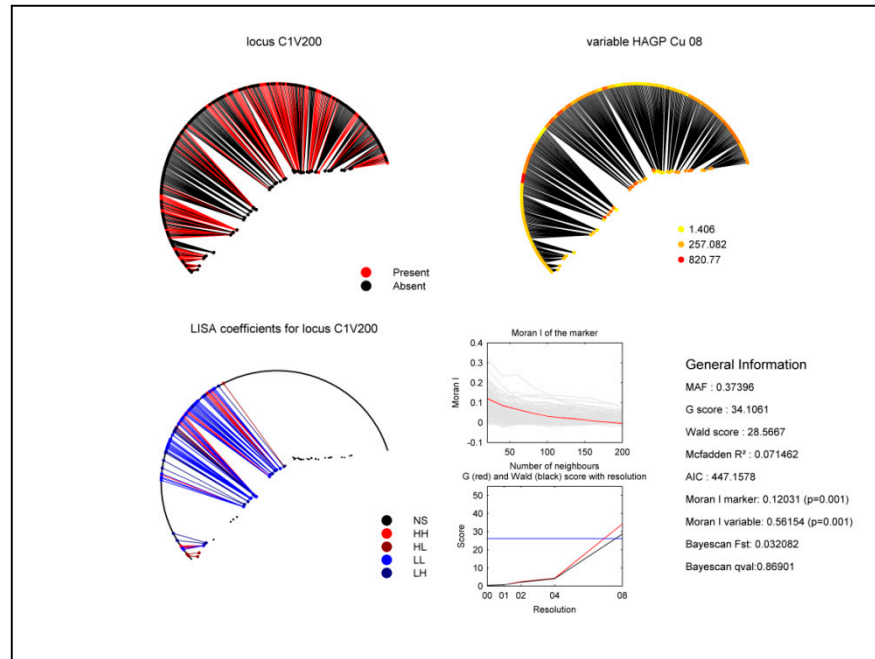 locus C1V200
variable HAGP Cu 08
Present
Absent
1.406
257.082
820.77
LISA coefficients for locus C1V200
NS
HH
HL
LL
LH
Moran I of the marker
0.4
0.3
0.2
0.1
0
-0.1
Moran I
50
100
150
200
Number of neighbours
G (red) and Wald (black) score with resolution
50
40
30
20
10
0
Score
00
01
02
04
08
Resolution
General Information
MAF : 0.37396
G score : 34.1061
Wald score : 28.5667
Mcfadden R² : 0.071462
AIC : 447.1578
Moran I marker: 0.12031 (p=0.001)
Moran I variable: 0.56154 (p=0.001)
Bayescan Fst: 0.032082
Bayescan qval:0.86901